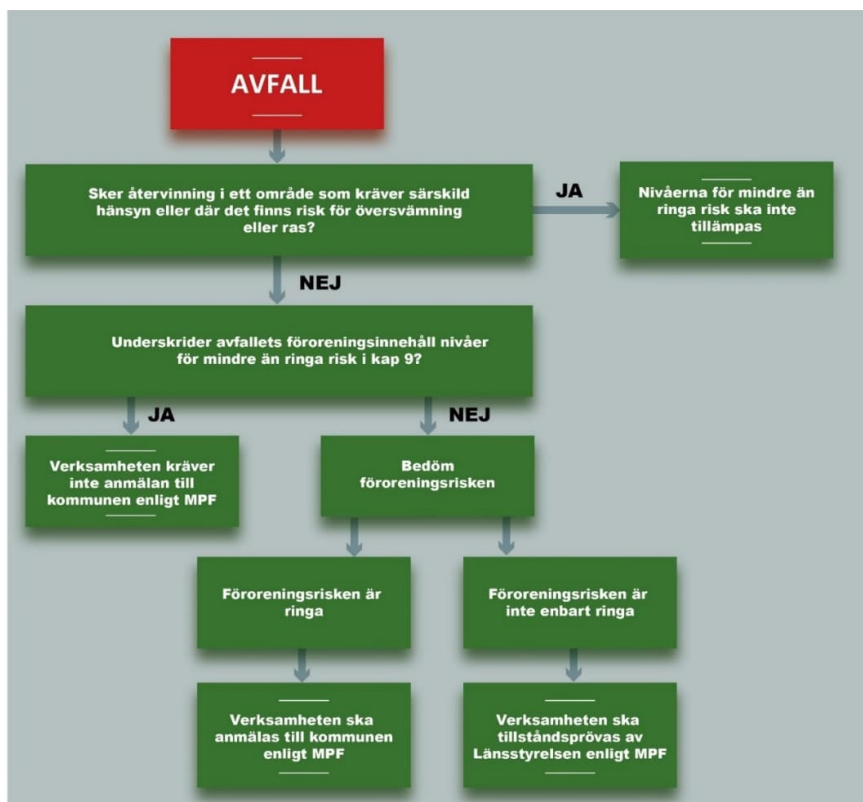 AVFALL
Sker återvinning i ett område som kräver särskild
hänsyn eller där det finns risk för översvämning
eller ras?
JA
Nivåerna för mindre än
ringa risk ska inte
tillämpas
NEJ
Underskrider avfallets föroreningsinnehåll nivåer
för mindre än ringa risk i kap 9?
JA
NEJ
Verksamheten kräver
inte anmälan till
kommunen enligt MPF
Bedöm
föroreningsrisken
Föroreningsrisken är
ringa
Föroreningsrisken är
inte enbart ringa
Verksamheten ska
anmälas till kommunen
enligt MPF
Verksamheten ska
tillståndsprövas av
Länsstyrelsen enligt MPF